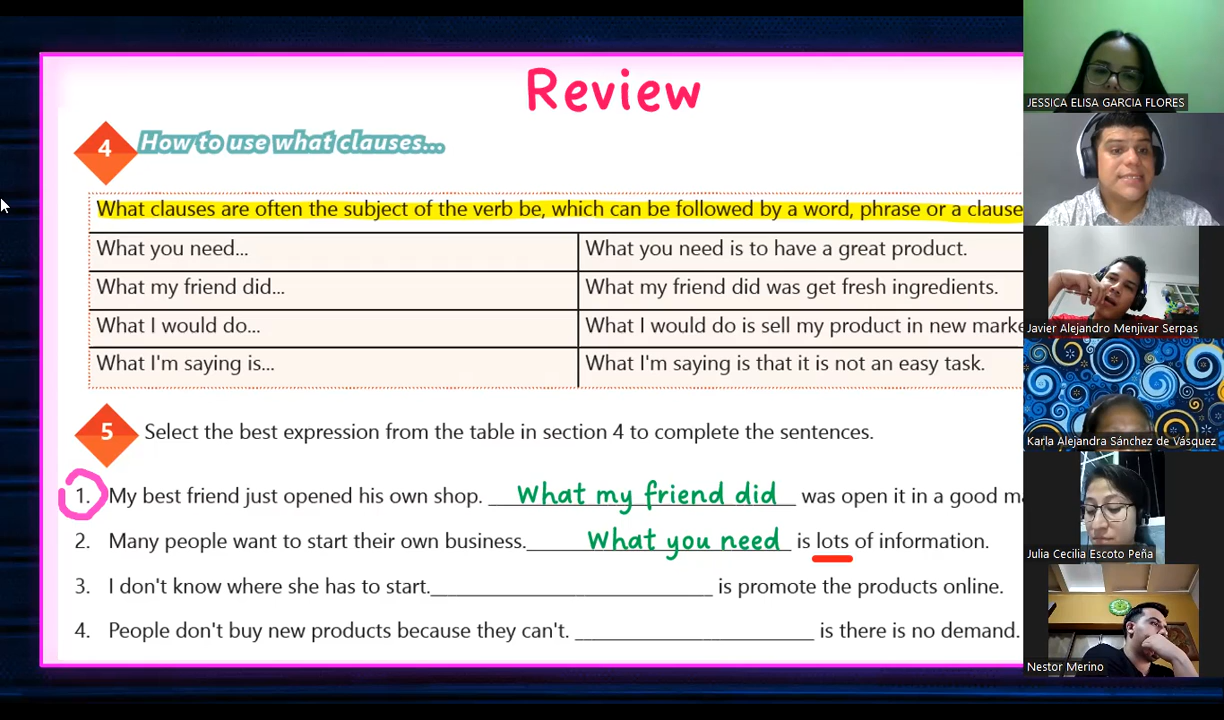 Review
4 How to use what clauses...
What clauses are often the subject of the verb be, which can be followed by a word, phrase or a clause
What you need... What you need is to have a great product.
What my friend did... What my friend did was get fresh ingredients.
What I would do... What I would do is sell my product in new marke
What I'm saying is... What I'm saying is that it is not an easy task.
5 Select the best expression from the table in section 4 to complete the sentences.
1. My best friend just opened his own shop. What my friend did was open it in a good ma
2. Many people want to start their own business. What you need is lots of information.
3. I don't know where she has to start.____________________ is promote the products online.
4. People don't buy new products because they can't. ____________________ is there is no demand.
JESSICA ELISA GARCIA FLORES
Javier Alejandro Menjivar Serpas
Karla Alejandra Sánchez de Vásquez
Julia Cecilia Escoto Peña
Nestor Merino